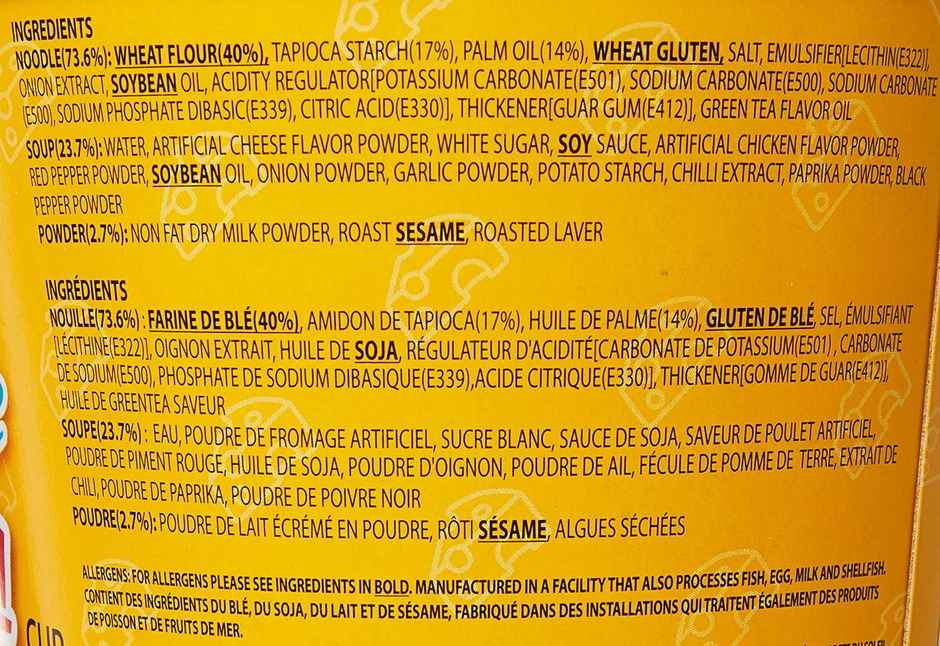 INGREDIENTS
NOODLE(73.6%): WHEAT FLOUR(40%), TAPIOCA STARCH(17%), PALM OIL(14%), WHEAT GLUTEN, SALT, EMULSIFIER[LECITHIN(E322)],
ONION EXTRACT, SOYBEAN OIL, ACIDITY REGULATOR[POTASSIUM CARBONATE(E501), SODIUM CARBONATE(E500), SODIUM CARBONATE
(E500), SODIUM PHOSPHATE DIBASIC(E339), CITRIC ACID(E330)], THICKENER[GUAR GUM(E412)], GREEN TEA FLAVOR OIL
SOUP(23.7%): WATER, ARTIFICIAL CHEESE FLAVOR POWDER, WHITE SUGAR, SOY SAUCE, ARTIFICIAL CHICKEN FLAVOR POWDER,
RED PEPPER POWDER, SOYBEAN OIL, ONION POWDER, GARLIC POWDER, POTATO STARCH, CHILLI EXTRACT, PAPRIKA POWDER, BLACK
PEPPER POWDER
POWDER(2.7%): NON FAT DRY MILK POWDER, ROAST SESAME, ROASTED LAVER
INGRÉDIENTS
NOUILLE(73.6%) : FARINE DE BLÉ(40%), AMIDON DE TAPIOCA(17%), HUILE DE PALME(14%), GLUTEN DE BLÉ, SEL, ÉMULSIFIANT
[LÉCITHINE(E322)], OIGNON EXTRAIT, HUILE DE SOJA, RÉGULATEUR D'ACIDITÉ[CARBONATE DE POTASSIUM(E501) , CARBONATE
DE SODIUM(E500), PHOSPHATE DE SODIUM DIBASIQUE(E339),ACIDE CITRIQUE(E330)], THICKENER[GOMME DE GUAR(E412)],
HUILE DE GREENTEA SAVEUR
SOUPE(23.7%) : EAU, POUDRE DE FROMAGE ARTIFICIEL, SUCRE BLANC, SAUCE DE SOJA, SAVEUR DE POULET ARTIFICIEL,
POUDRE DE PIMENT ROUGE, HUILE DE SOJA, POUDRE D'OIGNON, POUDRE DE AIL, FÉCULE DE POMME DE TERRE, EXTRAIT DE
CHILI, POUDRE DE PAPRIKA, POUDRE DE POIVRE NOIR
POUDRE(2.7%): POUDRE DE LAIT ÉCRÉMÉ EN POUDRE, RÔTI SÉSAME, ALGUES SÉCHÉES
ALLERGENS: FOR ALLERGENS PLEASE SEE INGREDIENTS IN BOLD. MANUFACTURED IN A FACILITY THAT ALSO PROCESSES FISH, EGG, MILK AND SHELLFISH.
CONTIENT DES INGRÉDIENTS DU BLÉ, DU SOJA, DU LAIT ET DE SÉSAME, FABRIQUÉ DANS DES INSTALLATIONS QUI TRAITENT ÉGALEMENT DES PRODUITS
DE POISSON ET DE FRUITS DE MER.
CUP